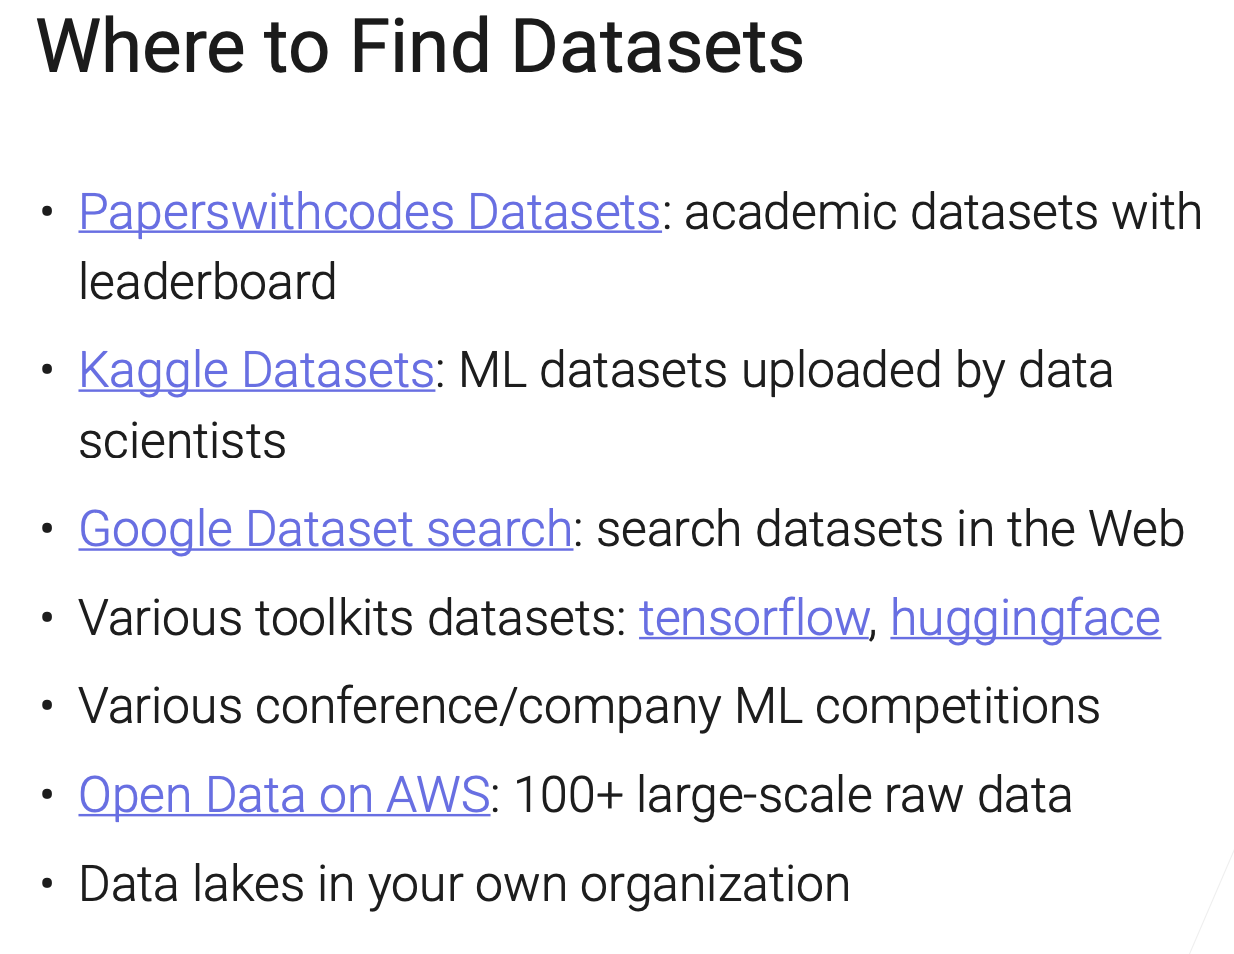 Where to Find Datasets
• Paperswithcodes Datasets: academic datasets with
leaderboard
• Kaggle Datasets: ML datasets uploaded by data
scientists
• Google Dataset search: search datasets in the Web
• Various toolkits datasets: tensorflow, huggingface
• Various conference/company ML competitions
• Open Data on AWS: 100+ large-scale raw data
• Data lakes in your own organization